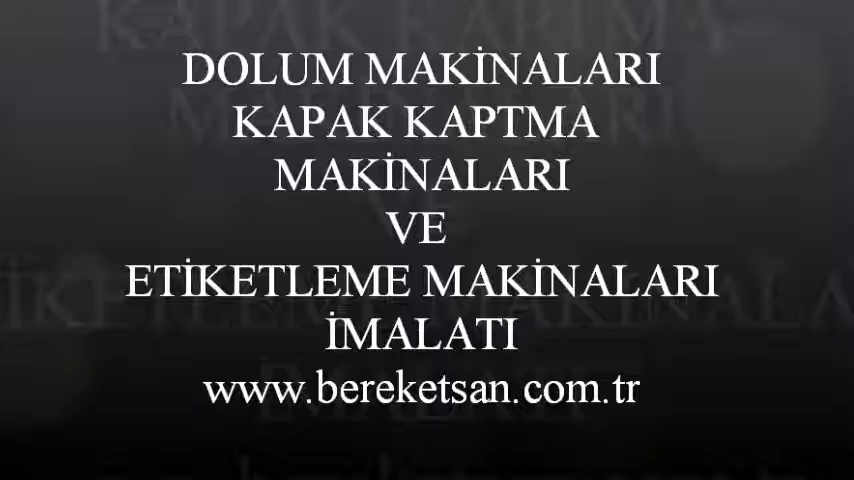 DOLUM MAKİNALARI
KAPAK KAPTMA
MAKİNALARI
VE
ETİKETLEME MAKİNALARI
İMALATI
www.bereketsan.com.tr